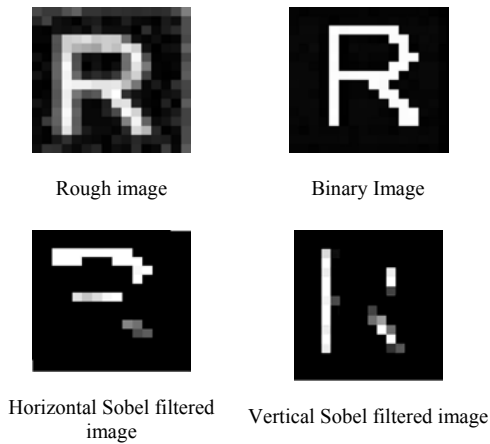 R R
Rough image Binary Image
Horizontal Sobel filtered
image
Vertical Sobel filtered image